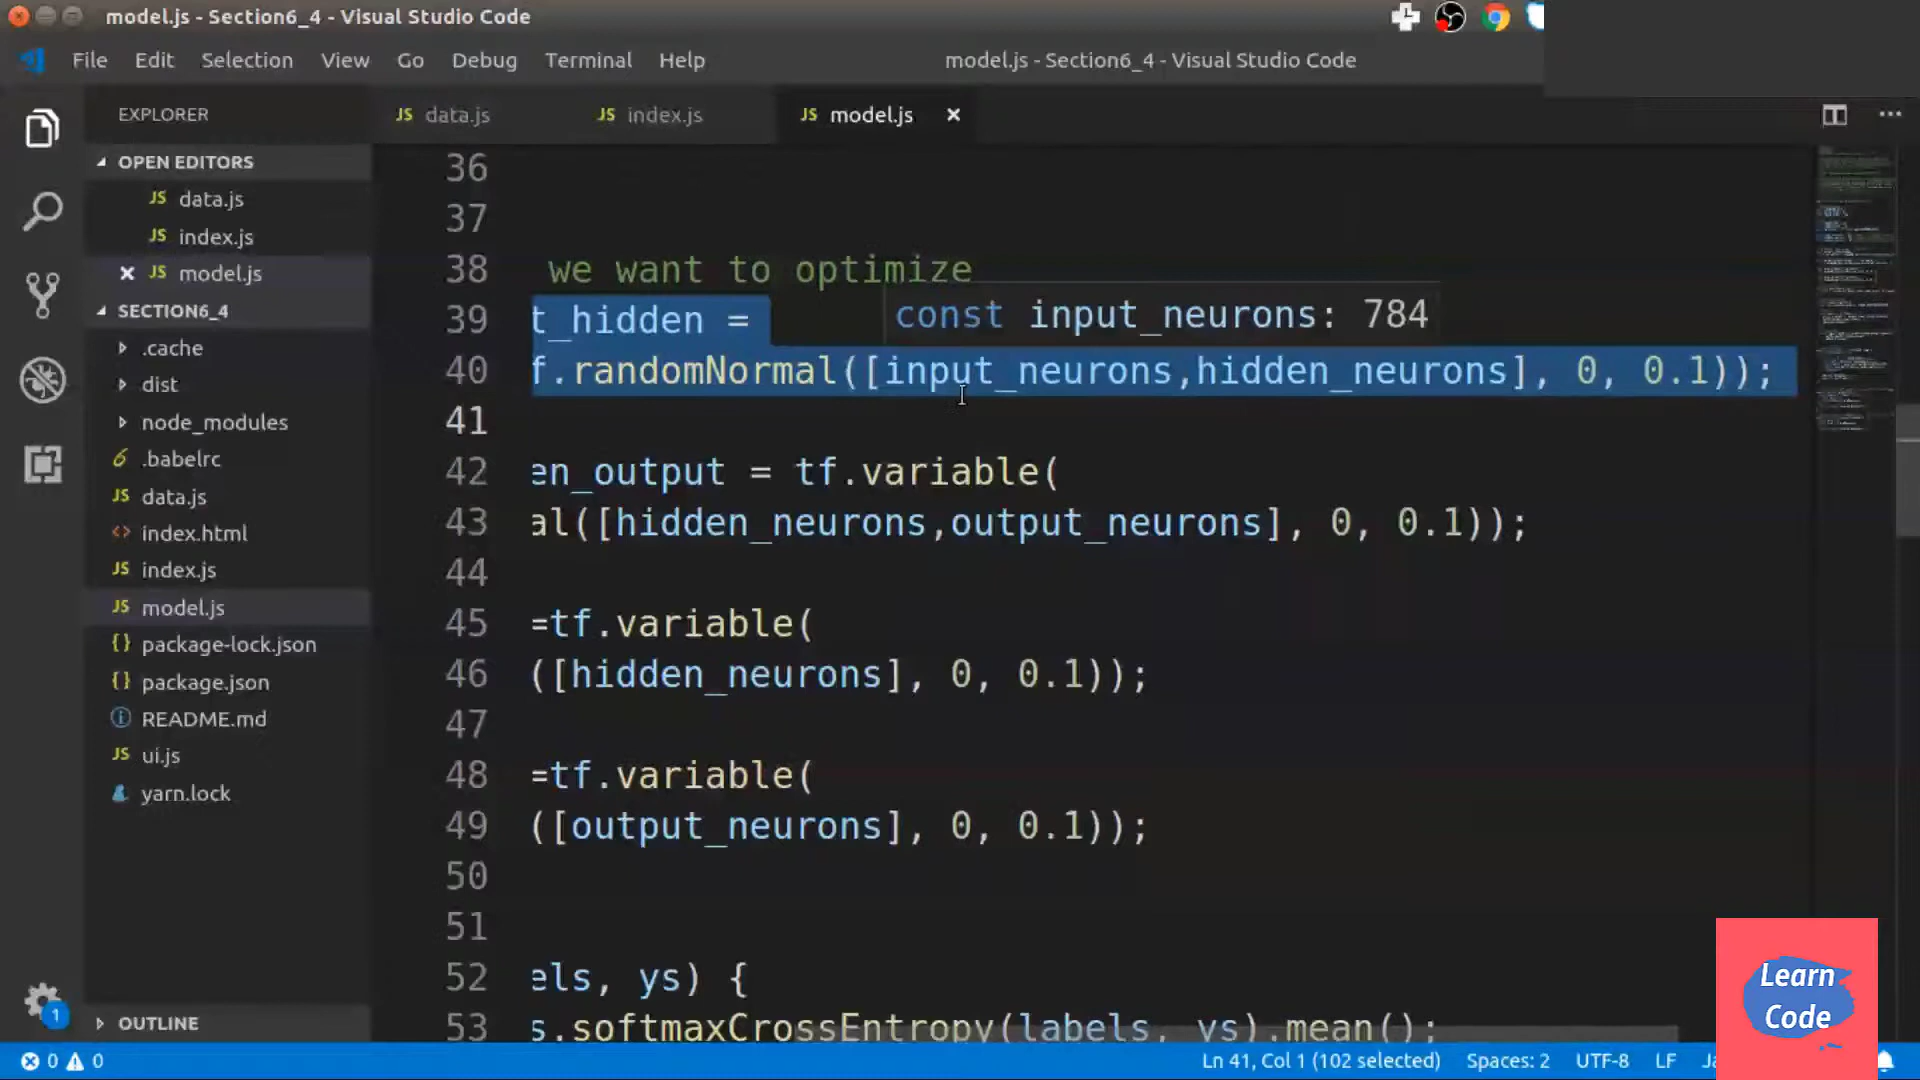 model.js - Section6_4 - Visual Studio Code
File Edit Selection View Go Debug Terminal Help
model.js - Section6_4 - Visual Studio Code
EXPLORER
OPEN EDITORS
JS data.js
JS index.js
JS model.js
SECTION6_4
.cache
dist
node_modules
.babelrc
JS data.js
index.html
JS index.js
JS model.js
{} package-lock.json
{} package.json
README.md
JS ui.js
yarn.lock
OUTLINE
JS data.js JS index.js JS model.js
36
37
38 we want to optimize
39 t_hidden =
const input_neurons: 784
40 f.randomNormal([input_neurons,hidden_neurons], 0, 0.1));
41
42 en_output = tf.variable(
43 al([hidden_neurons,output_neurons], 0, 0.1));
44
45 =tf.variable(
46 ([hidden_neurons], 0, 0.1));
47
48 =tf.variable(
49 ([output_neurons], 0, 0.1));
50
51
52 els, ys) {
53 s.softmaxCrossEntropy(labels, ys).mean();
Learn
Code
1
0 0 Ln 41, Col 1 (102 selected) Spaces: 2 UTF-8 LF